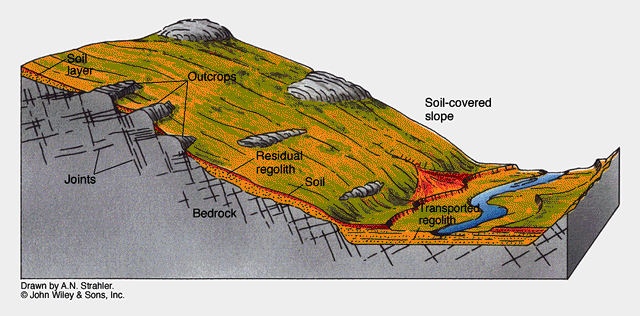 Soil
layer
Outcrops
Soil-covered
slope
Residual
regolith
Joints
Soil
Bedrock
Transported
regolith
Drawn by A.N. Strahler.
© John Wiley & Sons, Inc.